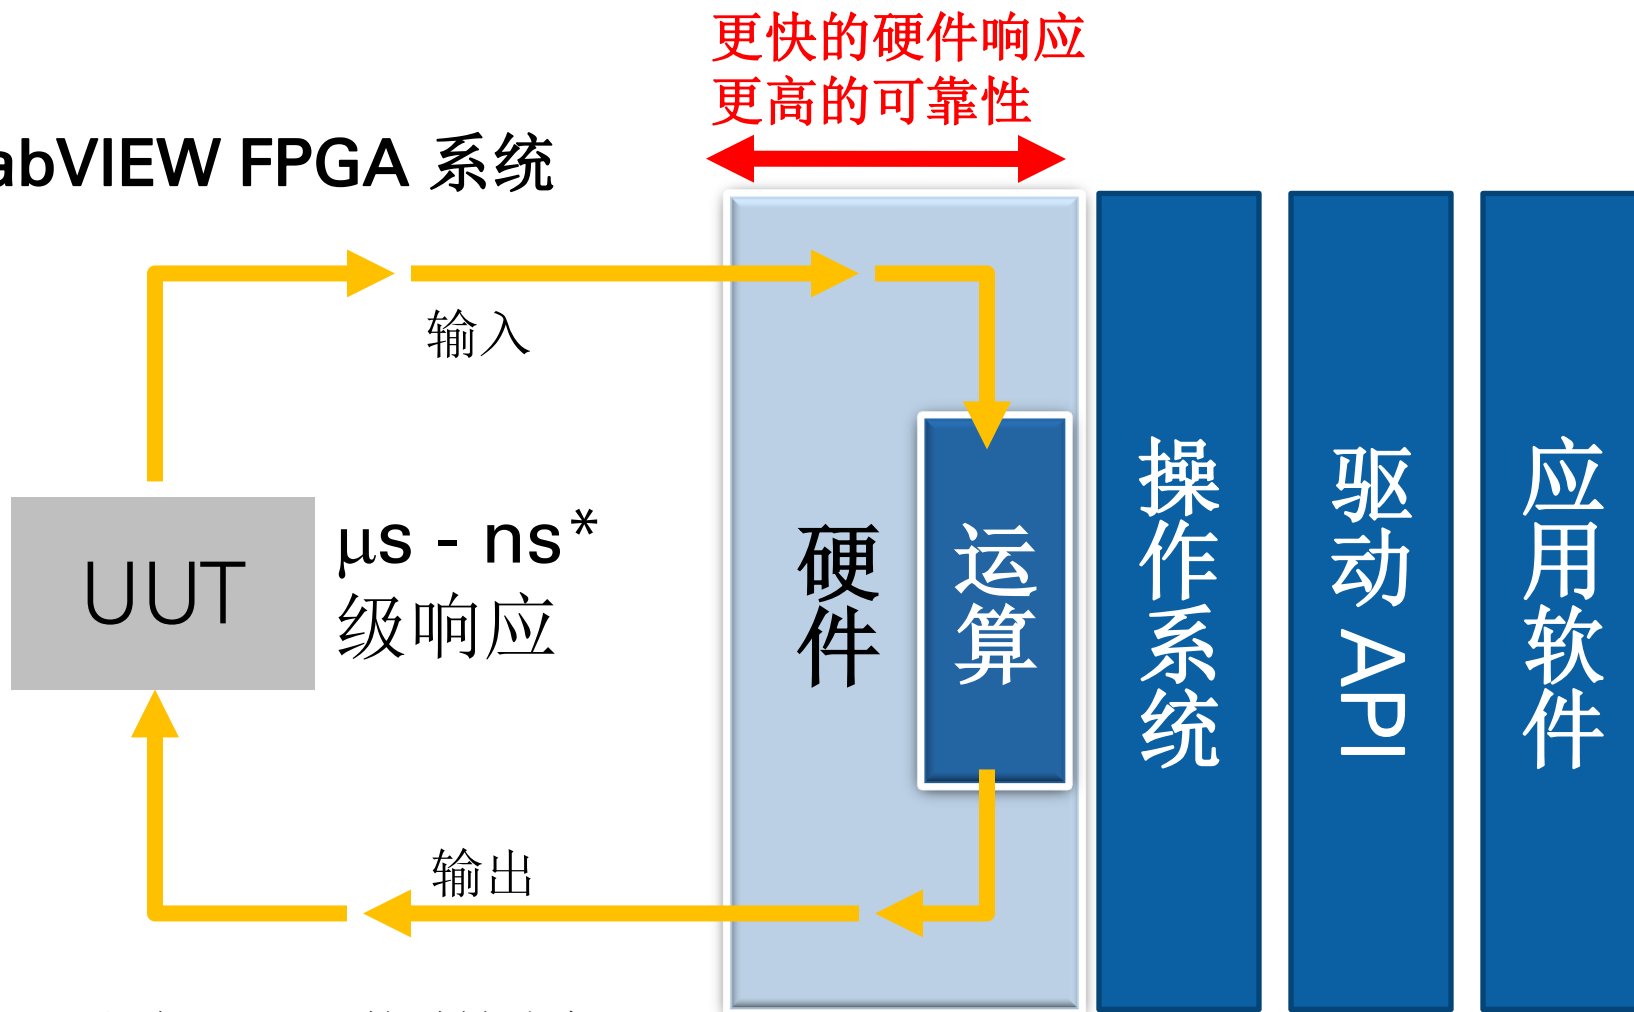 更快的硬件响应
更高的可靠性
abVIEW FPGA 系统
输入
UUT
μs - ns*
级响应
硬件
运算
操作系统
驱动 API
应用软件
输出